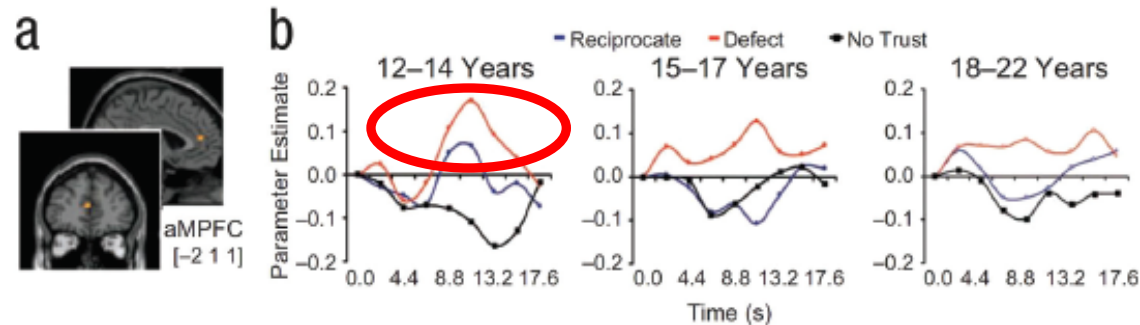 a
aMPFC
[–2 1 1]
b
Reciprocate Defect No Trust
12–14 Years 15–17 Years 18–22 Years
Parameter Estimate
0.2 0.2 0.2
0.1 0.1 0.1
0.0 0.0 0.0
–0.1 –0.1 –0.1
–0.2 –0.2 –0.2
0.0 4.4 8.8 13.2 17.6 0.0 4.4 8.8 13.2 17.6 0.0 4.4 8.8 13.2 17.6
Time (s)